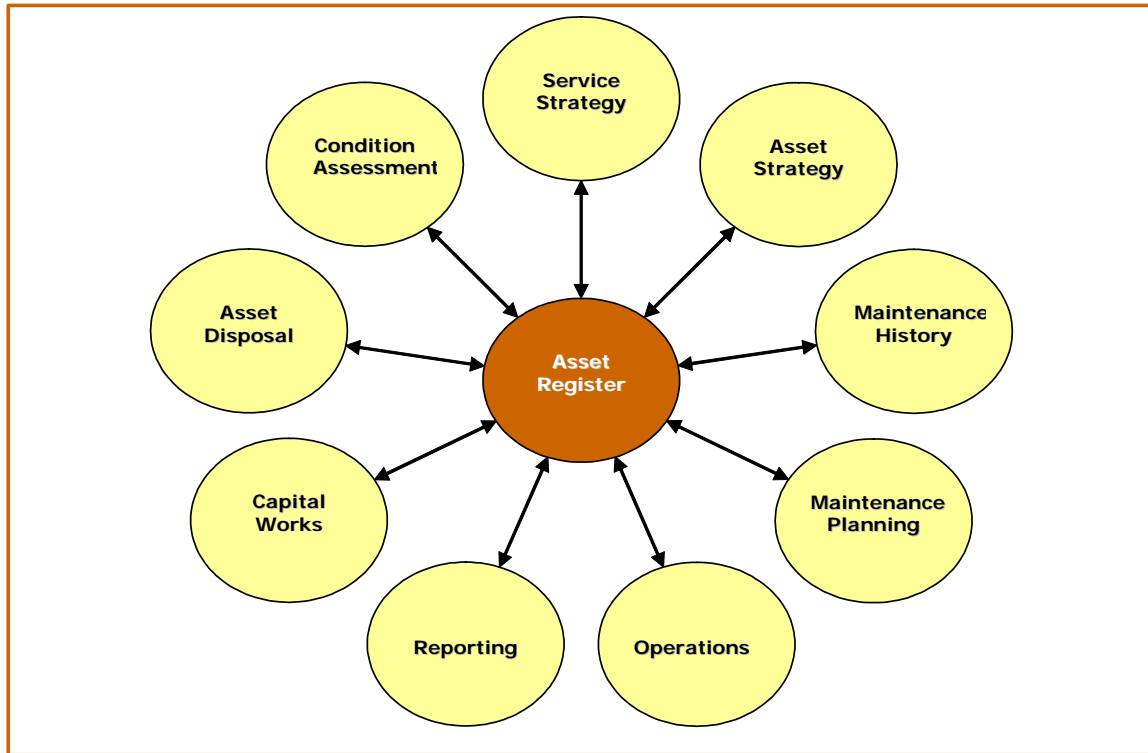 Service
Strategy
Asset
Strategy
Maintenance
History
Maintenance
Planning
Operations
Reporting
Capital
Works
Asset
Disposal
Condition
Assessment
Asset
Register